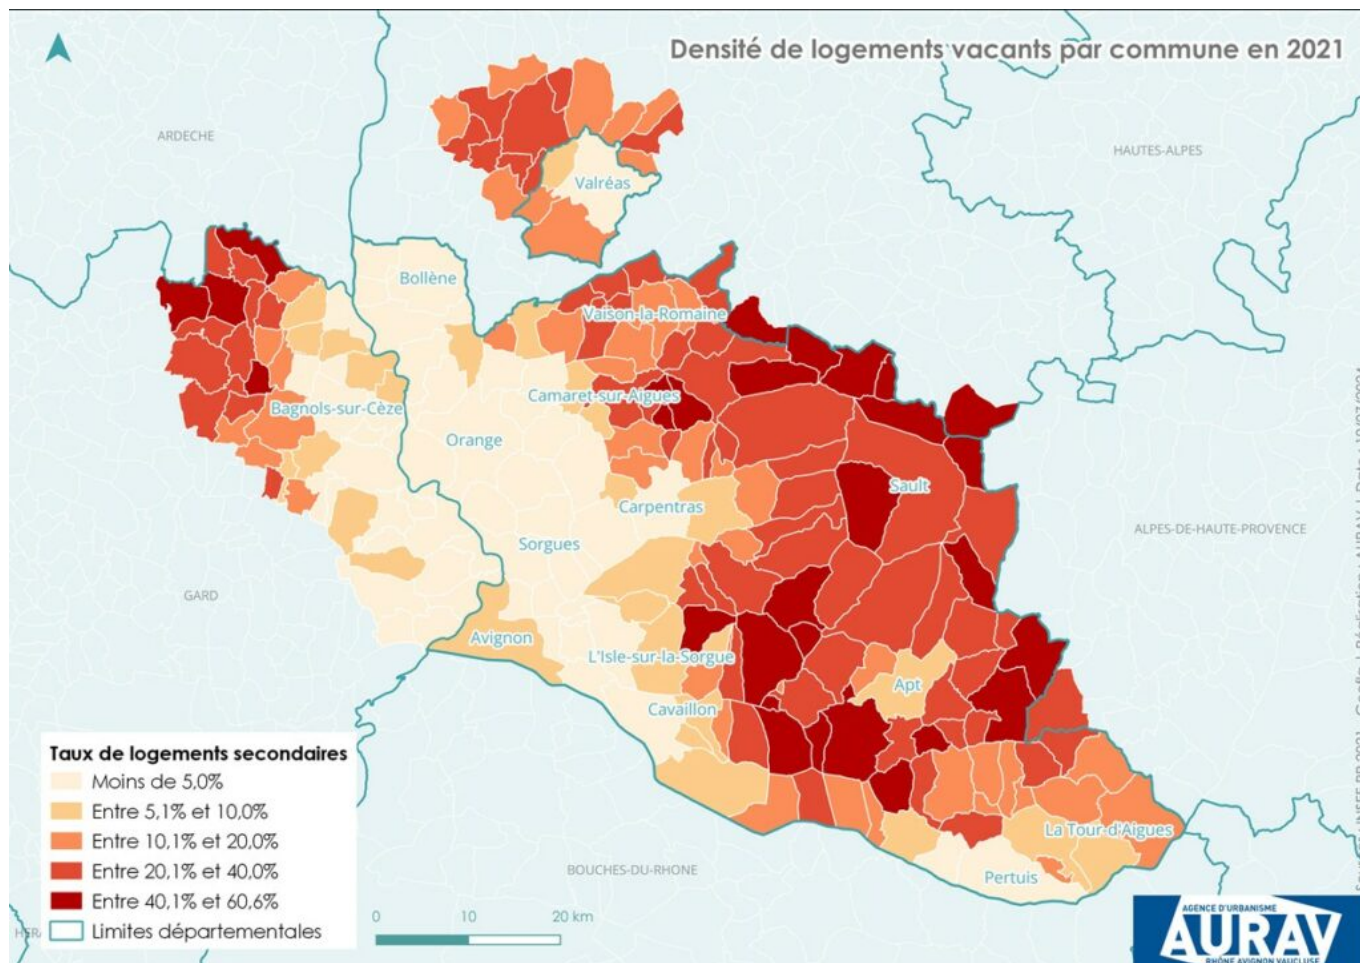 Densité de logements vacants par commune en 2021
ARDECHE
HAUTES-ALPES
Valréas
Bollène
Vaison-la-Romaine
Camaret-sur-Aigues
Bagnols-sur-Cèze
Orange
Sault
Carpentras
ALPES-DE-HAUTE-PROVENCE
Sorgues
GARD
Avignon
L'Isle-sur-la-Sorgue
Apt
Cavaillon
La Tour-d'Aigues
BOUCHES-DU-RHONE
Pertuis
Taux de logements secondaires
Moins de 5,0%
Entre 5,1% et 10,0%
Entre 10,1% et 20,0%
Entre 20,1% et 40,0%
Entre 40,1% et 60,6%
Limites départementales
0 10 20 km
AGENCE D'URBANISME
AURAV
RHÔNE AVIGNON VAUCLUSE